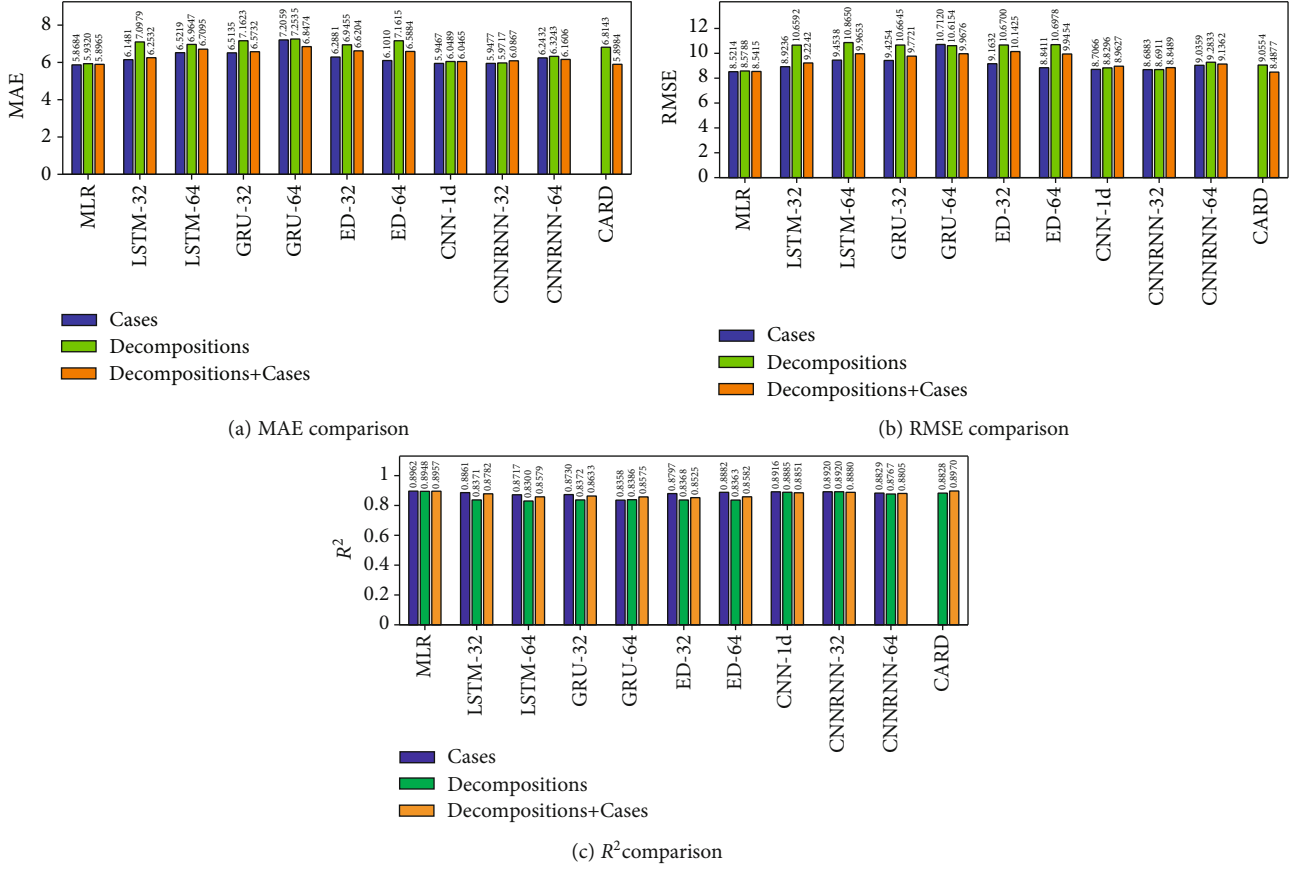 MAE
8
6
4
2
0
5.8684
5.9320
5.8965
6.1481
7.0979
6.2532
6.5219
6.9647
6.7095
6.5135
7.1623
6.5732
7.2059
7.2535
6.8474
6.2881
6.9455
6.6204
6.1010
7.1615
6.5884
5.9467
6.0489
6.0465
5.9477
5.9717
6.0867
6.2432
6.3243
6.1606
6.8143
5.8984
MLR
LSTM-32
LSTM-64
GRU-32
GRU-64
ED-32
ED-64
CNN-1d
CNNRNN-32
CNNRNN-64
CARD
Cases
Decompositions
Decompositions+Cases
(a) MAE comparison
RMSE
12
10
8
6
4
2
0
8.5214
8.5788
8.5415
8.9236
10.6592
9.2242
9.4538
10.8650
9.9653
9.4254
10.6645
9.7721
10.7120
10.6154
9.9676
9.1632
10.6700
10.1425
8.8411
10.6978
9.9454
8.7066
8.8296
8.9627
8.6883
8.6911
8.8489
9.0359
9.2833
9.1362
9.0554
8.4877
MLR
LSTM-32
LSTM-64
GRU-32
GRU-64
ED-32
ED-64
CNN-1d
CNNRNN-32
CNNRNN-64
CARD
Cases
Decompositions
Decompositions+Cases
(b) RMSE comparison
R²
1
0.8
0.6
0.4
0.2
0
0.8962
0.8948
0.8957
0.8861
0.8371
0.8782
0.8717
0.8300
0.8579
0.8730
0.8372
0.8633
0.8358
0.8386
0.8575
0.8797
0.8368
0.8525
0.8882
0.8363
0.8582
0.8916
0.8885
0.8851
0.8920
0.8920
0.8880
0.8829
0.8767
0.8805
0.8828
0.8970
MLR
LSTM-32
LSTM-64
GRU-32
GRU-64
ED-32
ED-64
CNN-1d
CNNRNN-32
CNNRNN-64
CARD
Cases
Decompositions
Decompositions+Cases
(c) R²comparison